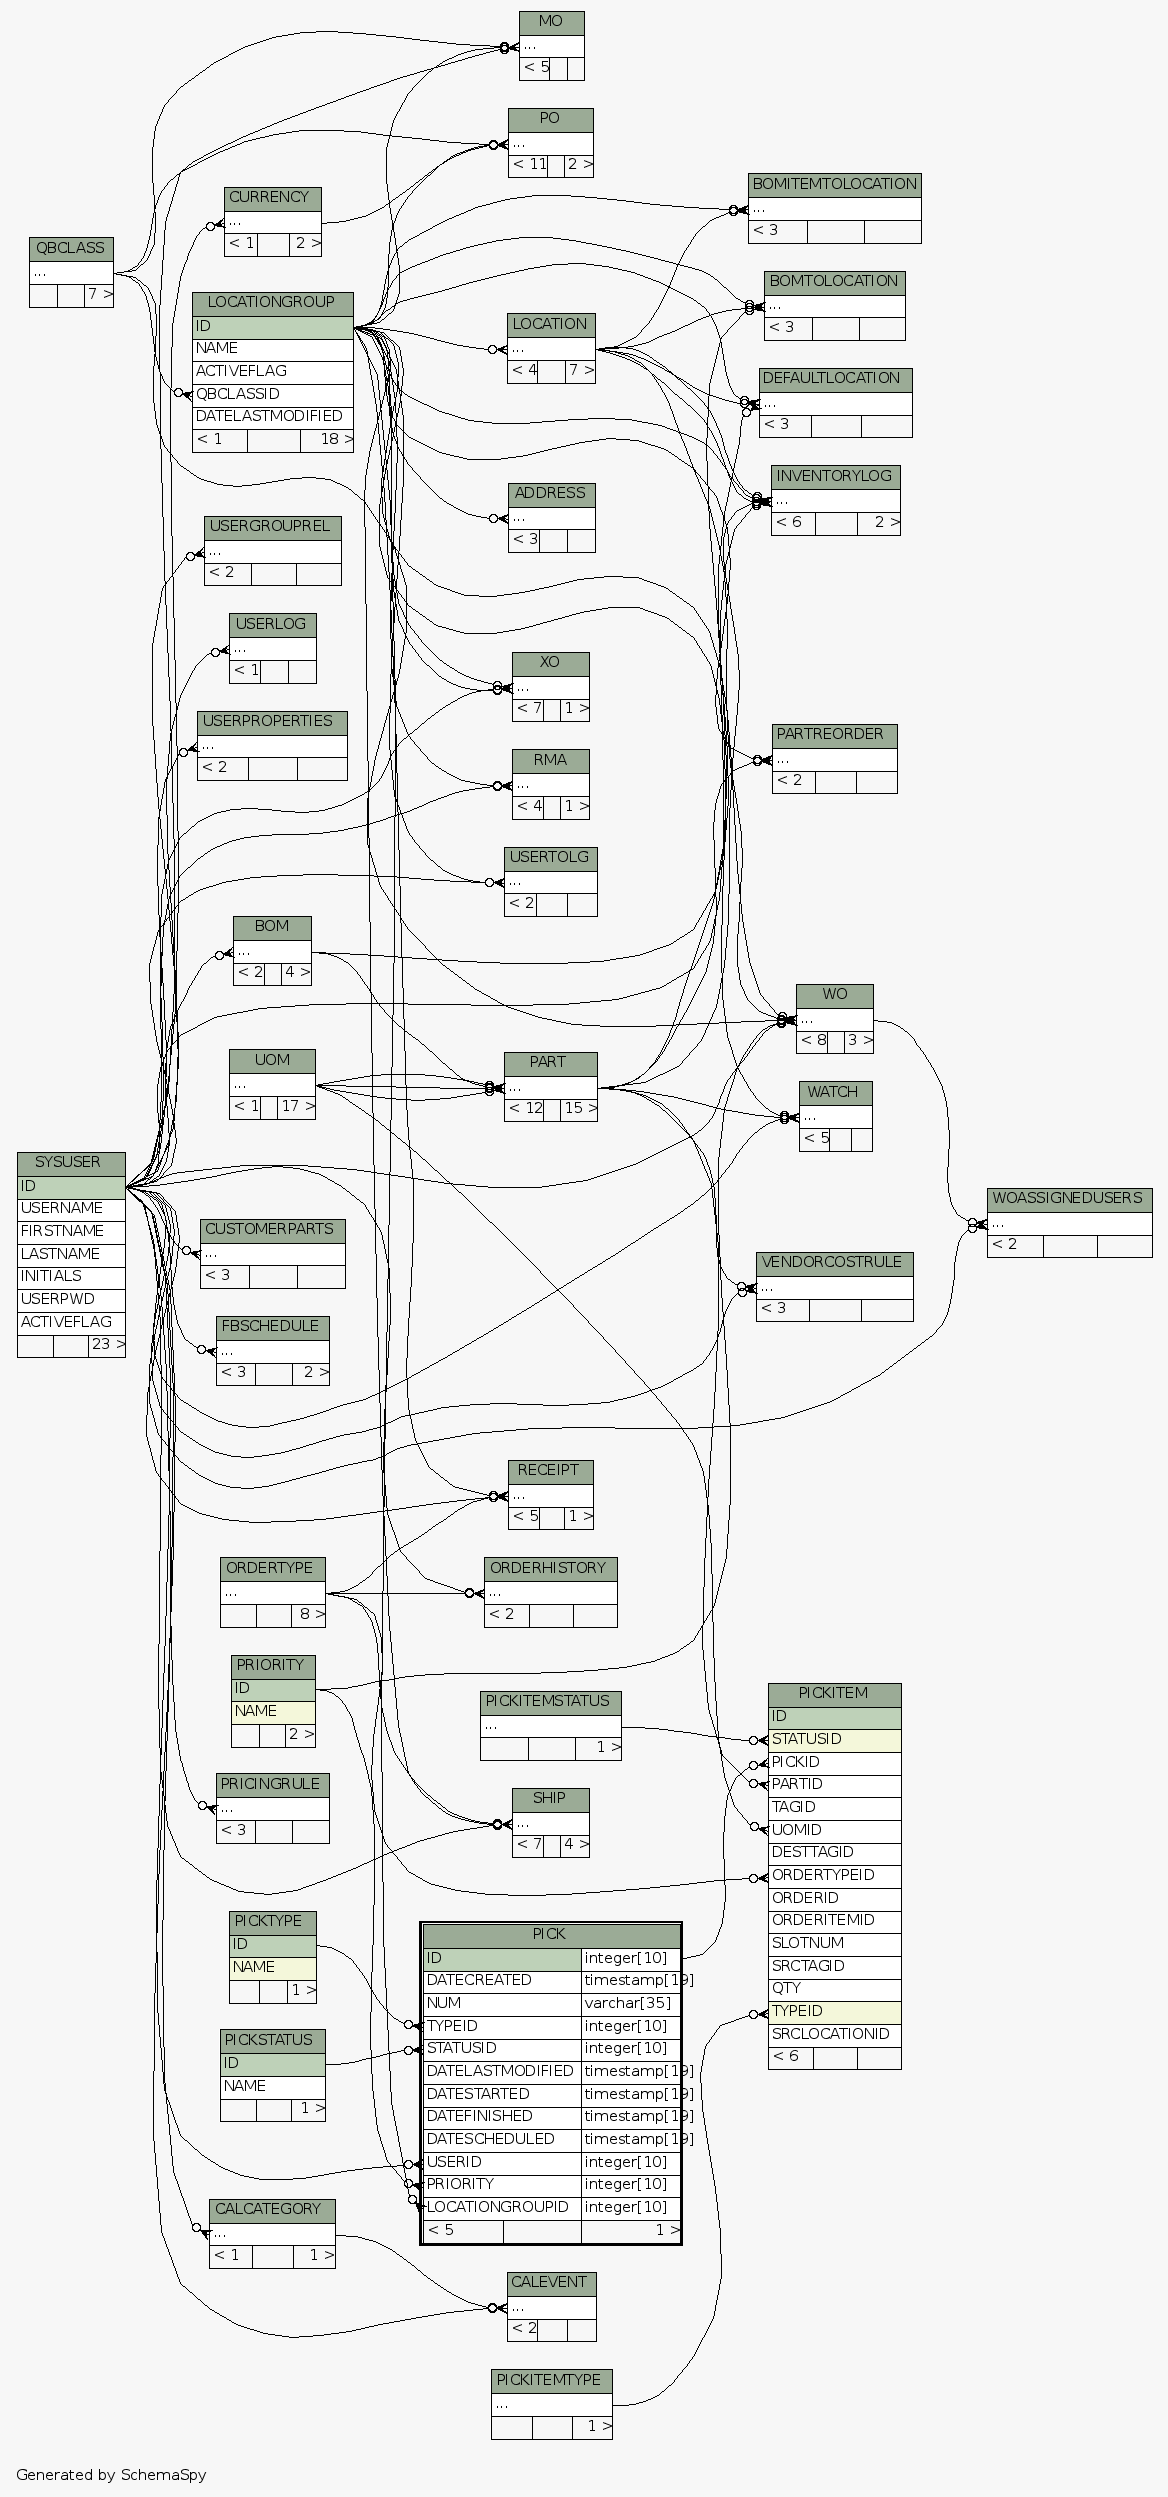 MO
...
< 5
PO
...
< 11 2 >
BOMITEMTOLOCATION
...
< 3
CURRENCY
...
< 1 2 >
QBCLASS
...
7 >
BOMTOLOCATION
...
< 3
LOCATIONGROUP
ID
NAME
ACTIVEFLAG
QBCLASSID
DATELASTMODIFIED
< 1 18 >
LOCATION
...
< 4 7 >
DEFAULTLOCATION
...
< 3
INVENTORYLOG
...
< 6 2 >
ADDRESS
...
< 3
USERGROUPREL
...
< 2
USERLOG
...
< 1
XO
...
< 7 1 >
USERPROPERTIES
...
< 2
PARTREORDER
...
< 2
RMA
...
< 4 1 >
USERTOLG
...
< 2
BOM
...
< 2 4 >
WO
...
< 8 3 >
UOM
...
< 1 17 >
PART
...
< 12 15 >
WATCH
...
< 5
SYSUSER
ID
USERNAME
FIRSTNAME
LASTNAME
INITIALS
USERPWD
ACTIVEFLAG
23 >
WOASSIGNEDUSERS
...
< 2
CUSTOMERPARTS
...
< 3
VENDORCOSTRULE
...
< 3
FBSCHEDULE
...
< 3 2 >
RECEIPT
...
< 5 1 >
ORDERTYPE
...
8 >
ORDERHISTORY
...
< 2
PRIORITY
ID
NAME
2 >
PICKITEMSTATUS
...
1 >
PICKITEM
ID
STATUSID
PICKID
PARTID
TAGID
UOMID
DESTTAGID
ORDERTYPEID
ORDERID
ORDERITEMID
SLOTNUM
SRCTAGID
QTY
TYPEID
SRCLOCATIONID
< 6
PRICINGRULE
...
< 3
SHIP
...
< 7 4 >
PICKTYPE
ID
NAME
1 >
PICK
ID integer[10]
DATECREATED timestamp[19]
NUM varchar[35]
TYPEID integer[10]
STATUSID integer[10]
DATELASTMODIFIED timestamp[19]
DATESTARTED timestamp[19]
DATEFINISHED timestamp[19]
DATESCHEDULED timestamp[19]
USERID integer[10]
PRIORITY integer[10]
LOCATIONGROUPID integer[10]
< 5 1 >
PICKSTATUS
ID
NAME
1 >
CALCATEGORY
...
< 1 1 >
CALEVENT
...
< 2
PICKITEMTYPE
...
1 >
Generated by SchemaSpy